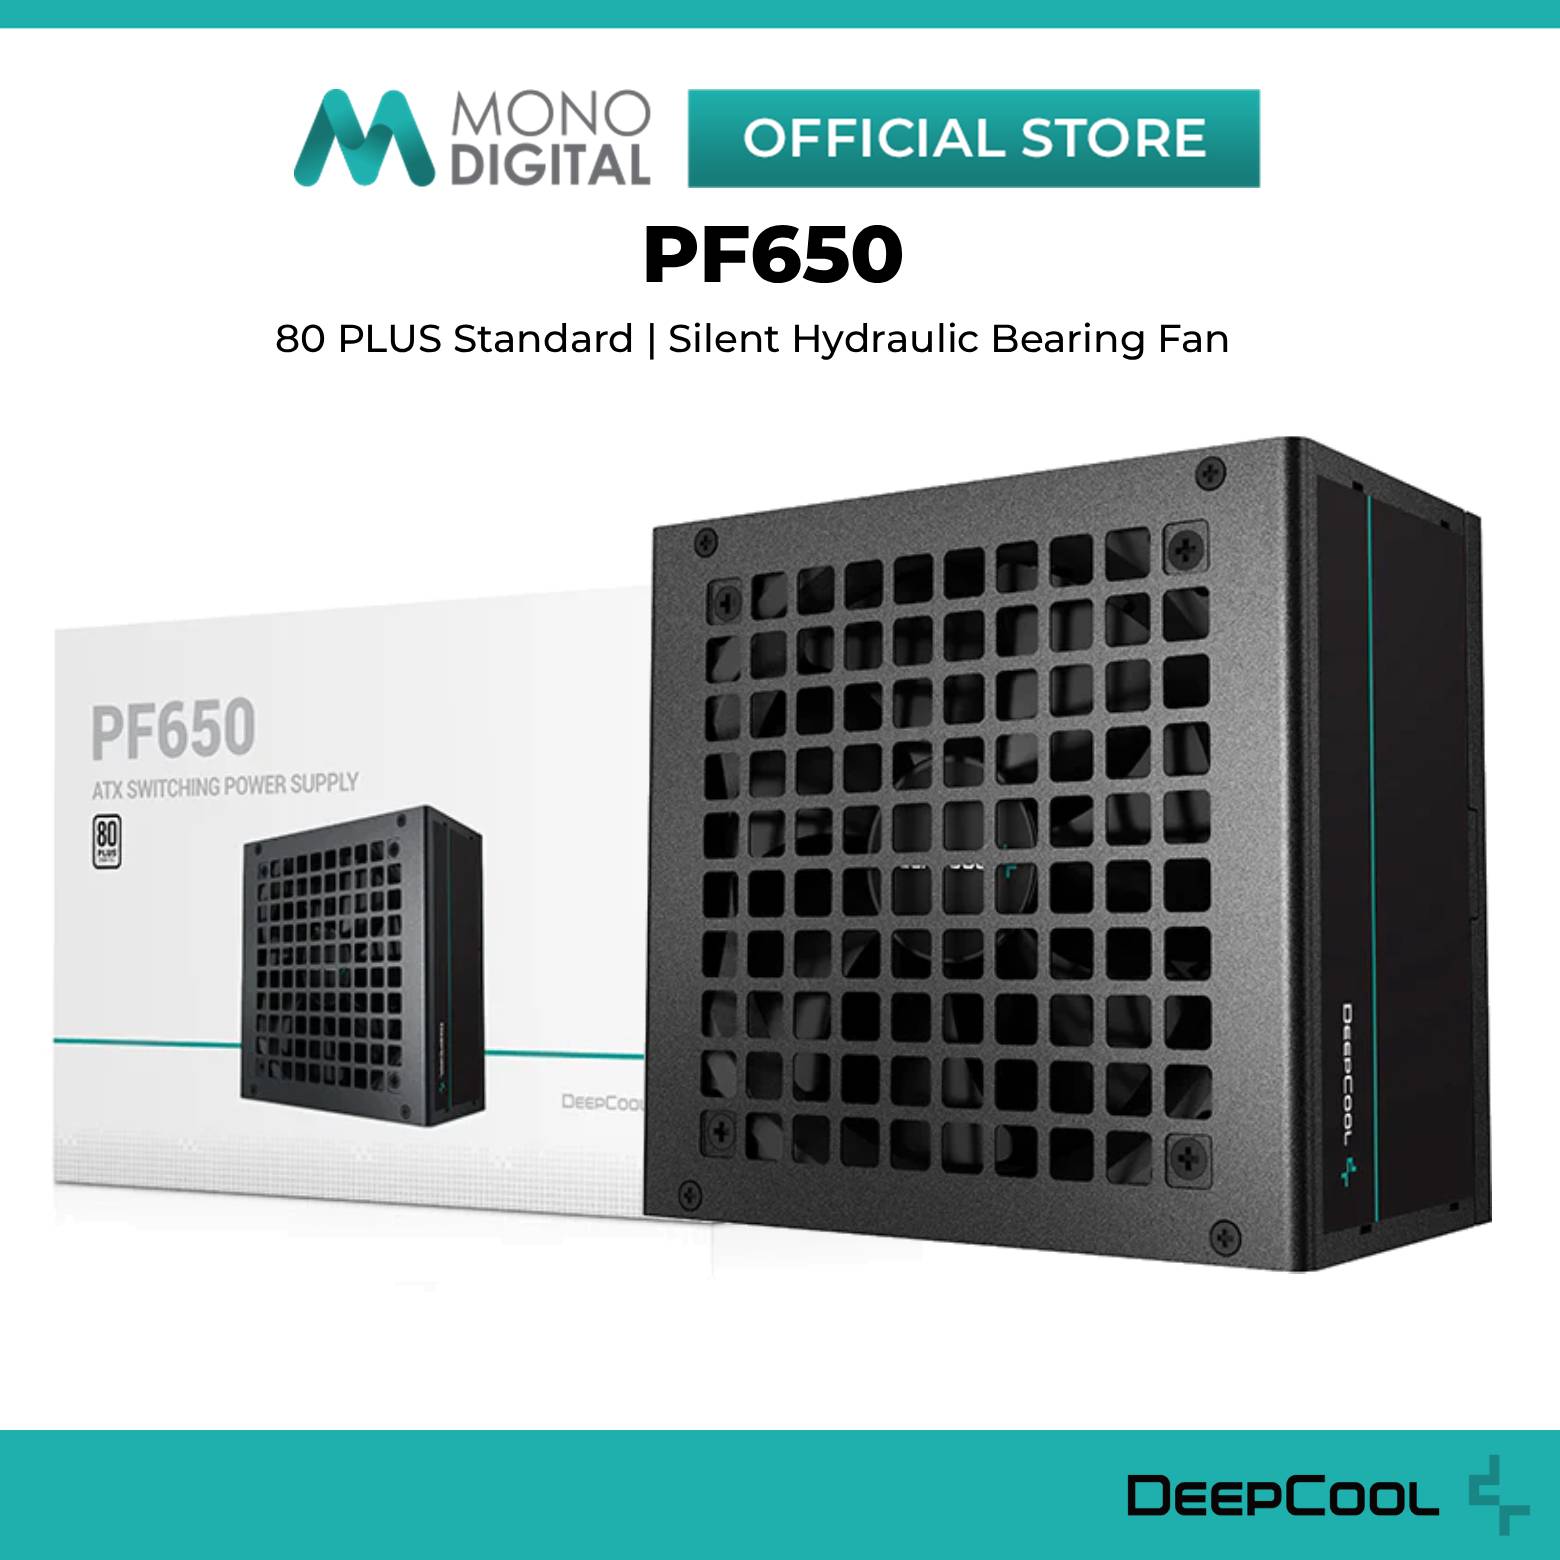 MONO
DIGITAL
OFFICIAL STORE
PF650
80 PLUS Standard | Silent Hydraulic Bearing Fan
PF650
ATX SWITCHING POWER SUPPLY
80
PLUS
DEEPCOOL
DEEPCOOL
DEEPCOOL